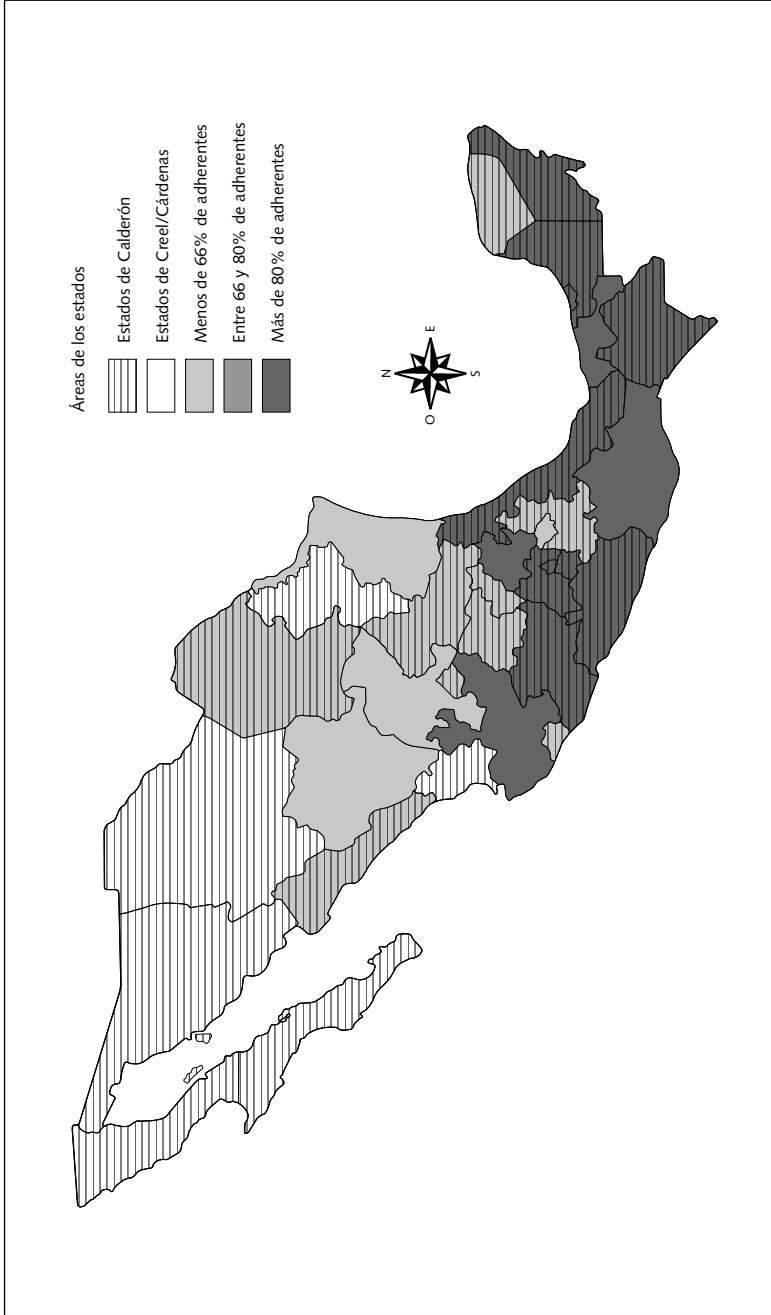 Áreas de los estados
Estados de Calderón
Estados de Creel/Cárdenas
Menos de 66% de adherentes
Entre 66 y 80% de adherentes
Más de 80% de adherentes
N
O
E
S